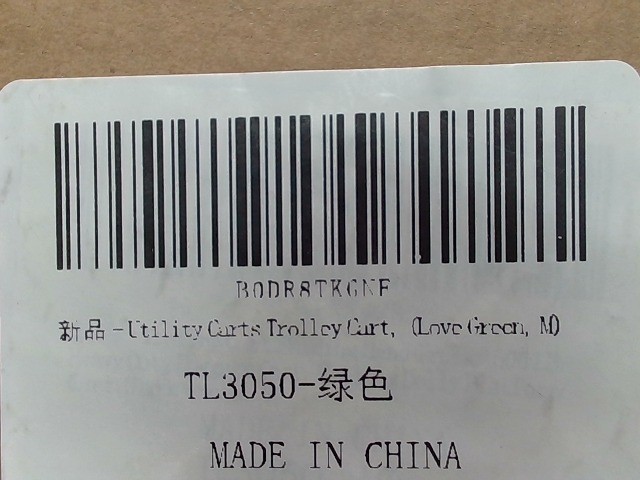 B0DR8TKGNF
新品-Utility Carts Trolley Cart, (Love Green, M)
TL3050-绿色
MADE IN CHINA